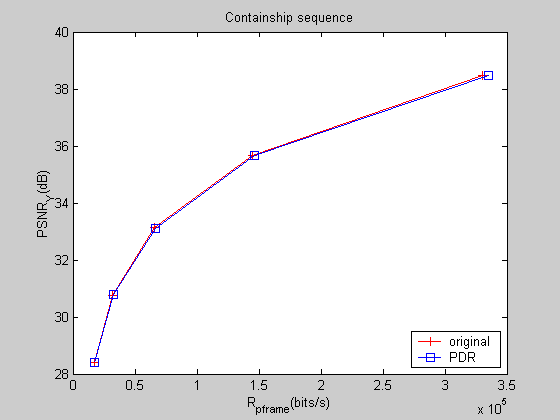 Containship sequence
40
38
36
34
32
30
28
PSNR_Y(dB)
0 0.5 1 1.5 2 2.5 3 3.5
x 10^5
R_pframe(bits/s)
original
PDR